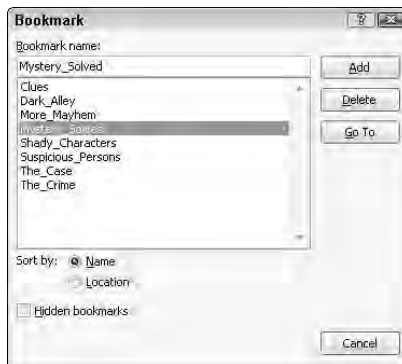 Bookmark
Bookmark name:
Mystery_Solved
Add
Clues
Dark_Alley
More_Mayhem
Mystery_Solved
Shady_Characters
Suspicious_Persons
The_Case
The_Crime
Delete
Go To
Sort by: Name
Location
Hidden bookmarks
Cancel